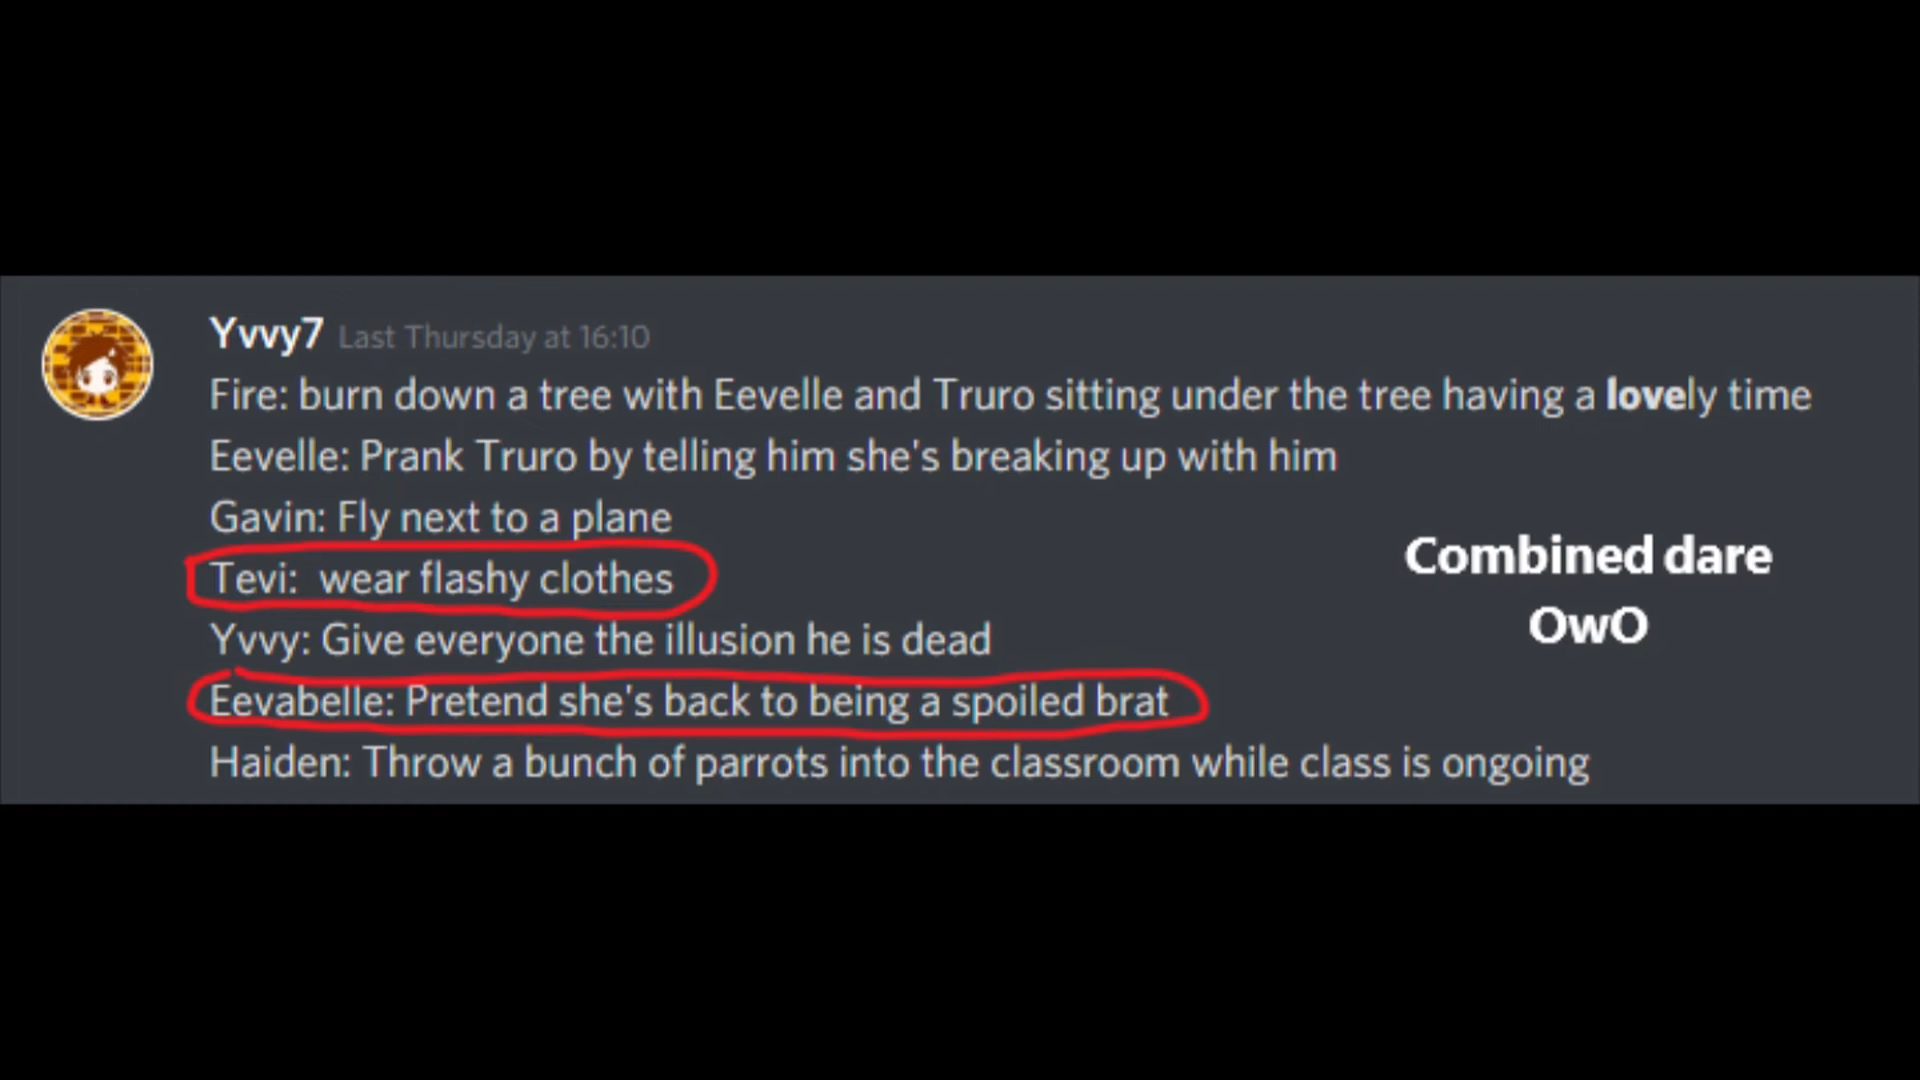 Yvvy7 Last Thursday at 16:10
Fire: burn down a tree with Eevelle and Truro sitting under the tree having a lovely time
Eevelle: Prank Truro by telling him she's breaking up with him
Gavin: Fly next to a plane
Tevi:  wear flashy clothes
Yvvy: Give everyone the illusion he is dead
Eevabelle: Pretend she's back to being a spoiled brat
Haiden: Throw a bunch of parrots into the classroom while class is ongoing
Combined dare
OwO